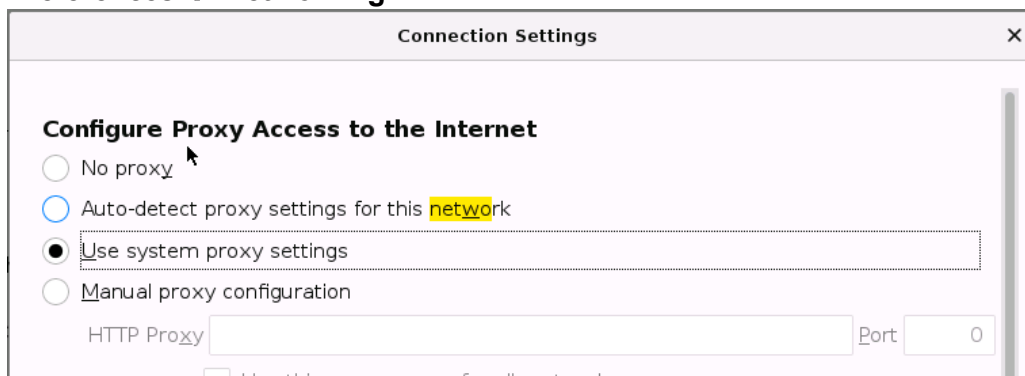 Connection Settings
Configure Proxy Access to the Internet
No proxy
Auto-detect proxy settings for this network
Use system proxy settings
Manual proxy configuration
HTTP Proxy Port 0